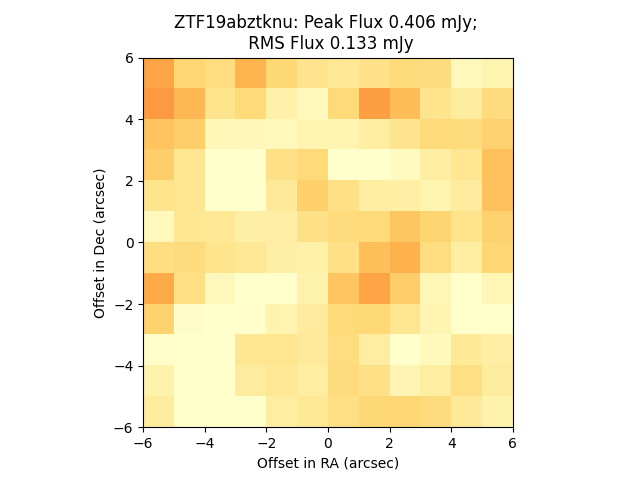 ZTF19abztknu: Peak Flux 0.406 mJy;
RMS Flux 0.133 mJy
6
4
2
0
−2
−4
−6
Offset in Dec (arcsec)
−6 −4 −2 0 2 4 6
Offset in RA (arcsec)